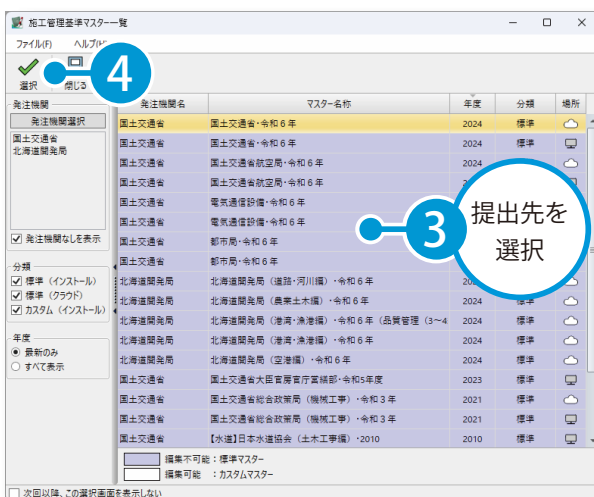 施工管理基準マスター一覧
ファイル(F) ヘルプ(H)
選択 閉じる
4
発注機関
発注機関選択
国土交通省
北海道開発局
発注機関なしを表示
分類
標準（インストール）
標準（クラウド）
カスタム（インストール）
年度
最新のみ
すべて表示
発注機関名 マスター名称 年度 分類 場所
国土交通省 国土交通省・令和６年 2024 標準
国土交通省 国土交通省・令和６年 2024 標準
国土交通省 国土交通省航空局・令和６年 2024
国土交通省 国土交通省航空局・令和６年
国土交通省 電気通信設備・令和６年
国土交通省 電気通信設備・令和６年
国土交通省 都市局・令和６年
国土交通省 都市局・令和６年
3
提出先を
選択
北海道開発局 北海道開発局（道路・河川編）・令和６年
北海道開発局 北海道開発局（農業土木編）・令和６年 2024 標準
北海道開発局 北海道開発局（港湾・漁港編）・令和６年（品質管理（3～4 2024 標準
北海道開発局 北海道開発局（港湾・漁港編）・令和６年 2024 標準
北海道開発局 北海道開発局（空港編）・令和６年 2024 標準
国土交通省 国土交通省大臣官房官庁営繕部・令和5年度 2023 標準
国土交通省 国土交通省総合政策局（機械工事）・令和３年 2021 標準
国土交通省 国土交通省総合政策局（機械工事）・令和３年 2021 標準
国土交通省 【水道】日本水道協会（土木工事編）・2010 2010 標準
編集不可能：標準マスター
編集可能 ：カスタムマスター
次回以降、この選択画面を表示しない